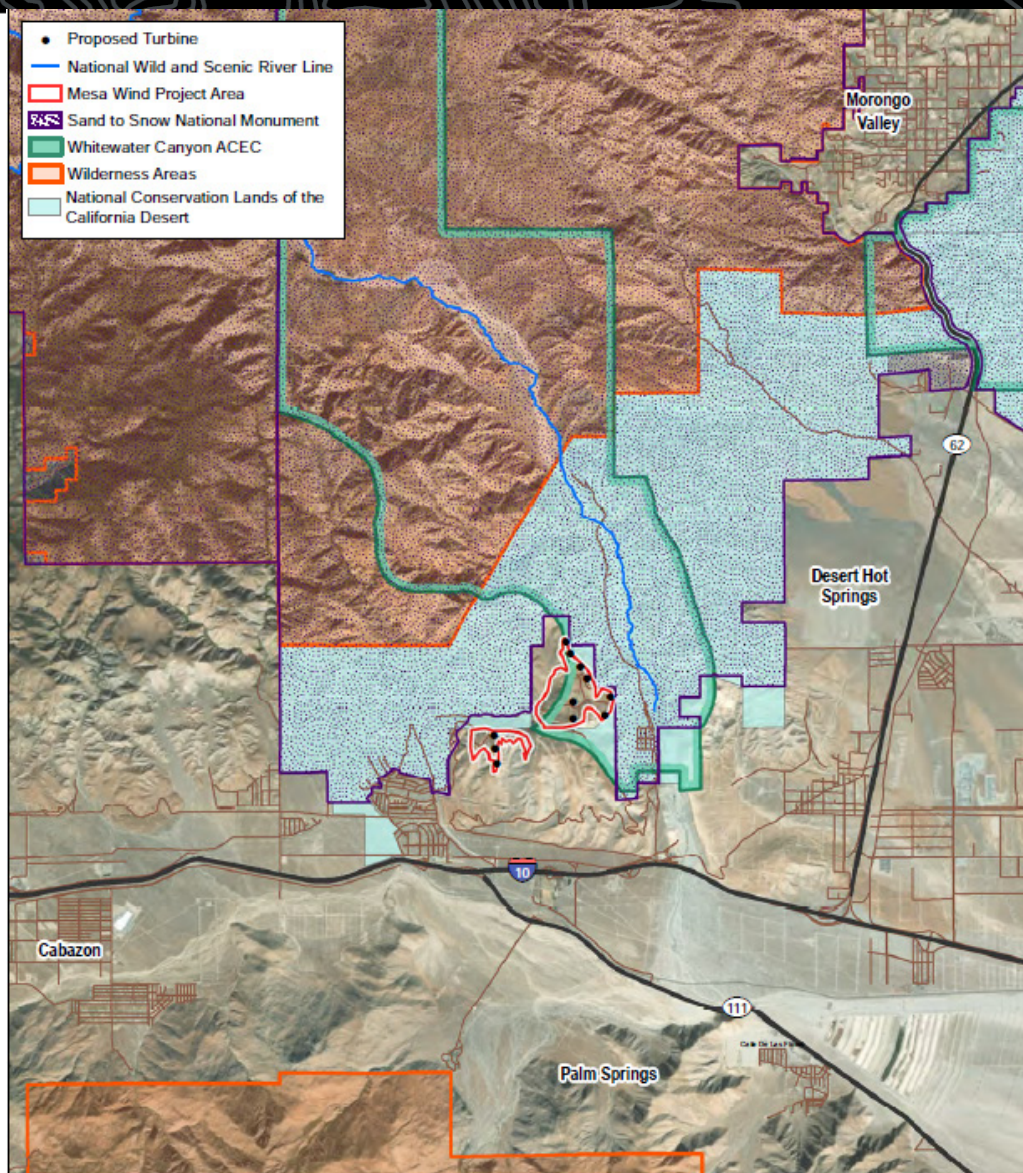 Proposed Turbine
National Wild and Scenic River Line
Mesa Wind Project Area
Sand to Snow National Monument
Whitewater Canyon ACEC
Wilderness Areas
National Conservation Lands of the
California Desert
Morongo
Valley
62
Desert Hot
Springs
10
Cabazon
111
Palm Springs